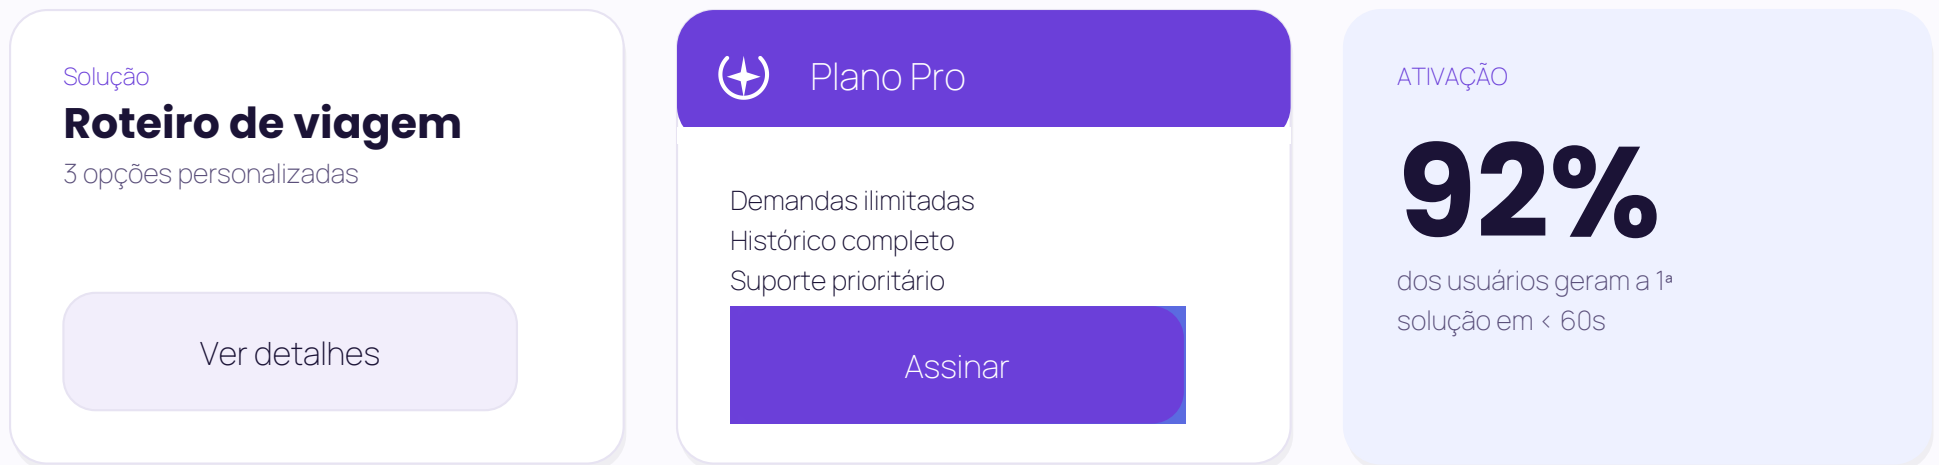 Solução
Roteiro de viagem
3 opções personalizadas
Ver detalhes
Plano Pro
Demandas ilimitadas
Histórico completo
Suporte prioritário
Assinar
ATIVAÇÃO
92%
dos usuários geram a 1ª
solução em < 60s